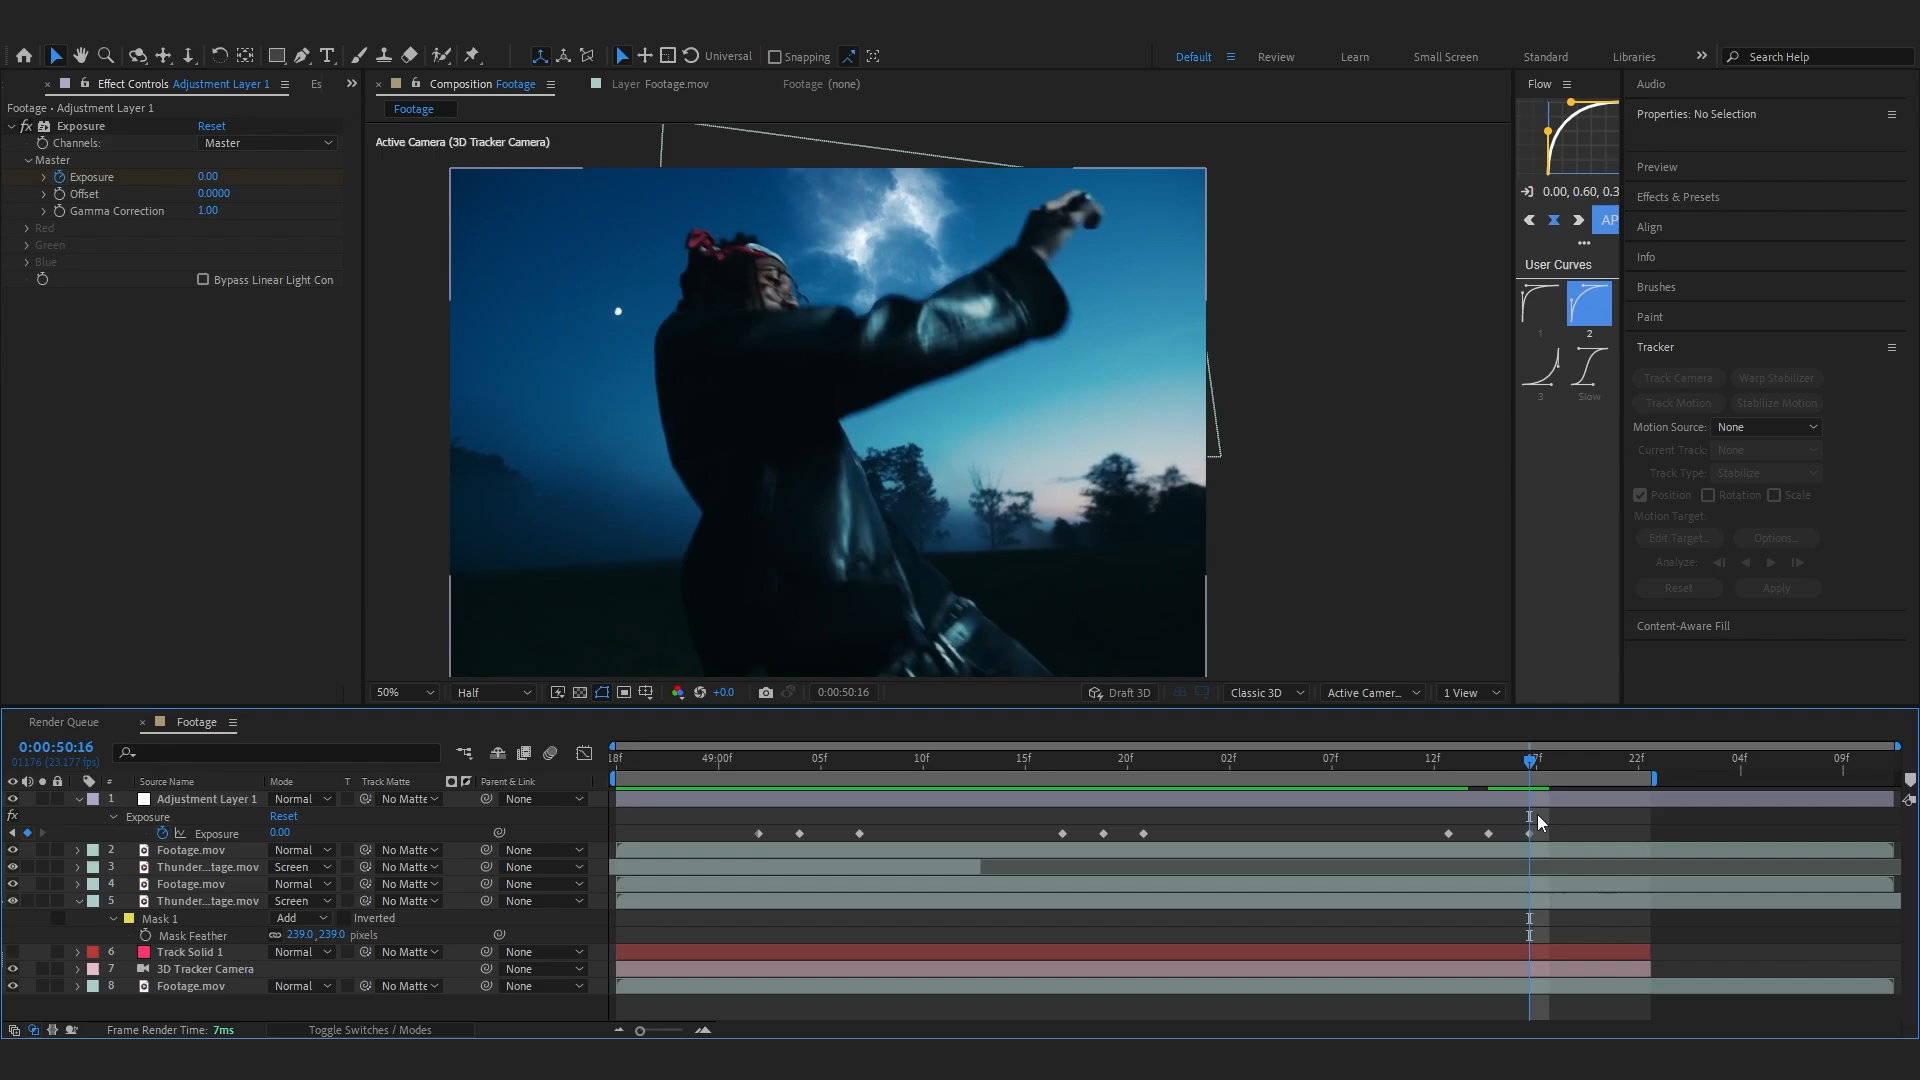 Universal
Snapping
Default
Review
Learn
Small Screen
Standard
Libraries
Search Help
Effect Controls Adjustment Layer 1
Es
Composition Footage
Layer Footage.mov
Footage (none)
Flow
Audio
Footage • Adjustment Layer 1
Footage
Properties: No Selection
fx Exposure
Reset
Channels:
Master
Active Camera (3D Tracker Camera)
Master
Preview
Exposure
0.00
Offset
0.0000
0.00, 0.60, 0.3
Effects & Presets
Gamma Correction
1.00
AP
Red
Align
Green
Info
Blue
User Curves
Bypass Linear Light Con
Brushes
Paint
1
2
Tracker
Track Camera
Warp Stabilizer
3
Slow
Track Motion
Stabilize Motion
Motion Source:
None
Current Track:
None
Track Type:
Stabilize
Position
Rotation
Scale
Motion Target:
Edit Target...
Options...
Analyze:
Reset
Apply
Content-Aware Fill
50%
Half
+0.0
0:00:50:16
Draft 3D
Classic 3D
Active Camer...
1 View
Render Queue
Footage
0:00:50:16
01176 (23.177 fps)
18f
49:00f
05f
10f
15f
20f
02f
07f
12f
22f
04f
09f
#
Source Name
Mode
T
Track Matte
Parent & Link
1
Adjustment Layer 1
Normal
No Matte
None
fx
Exposure
Reset
Exposure
0.00
2
Footage.mov
Normal
No Matte
None
3
Thunder...tage.mov
Screen
No Matte
None
4
Footage.mov
Normal
No Matte
None
5
Thunder...tage.mov
Screen
No Matte
None
Mask 1
Add
Inverted
Mask Feather
239.0, 239.0 pixels
6
Track Solid 1
Normal
No Matte
None
7
3D Tracker Camera
None
8
Footage.mov
Normal
No Matte
None
Frame Render Time: 7ms
Toggle Switches / Modes